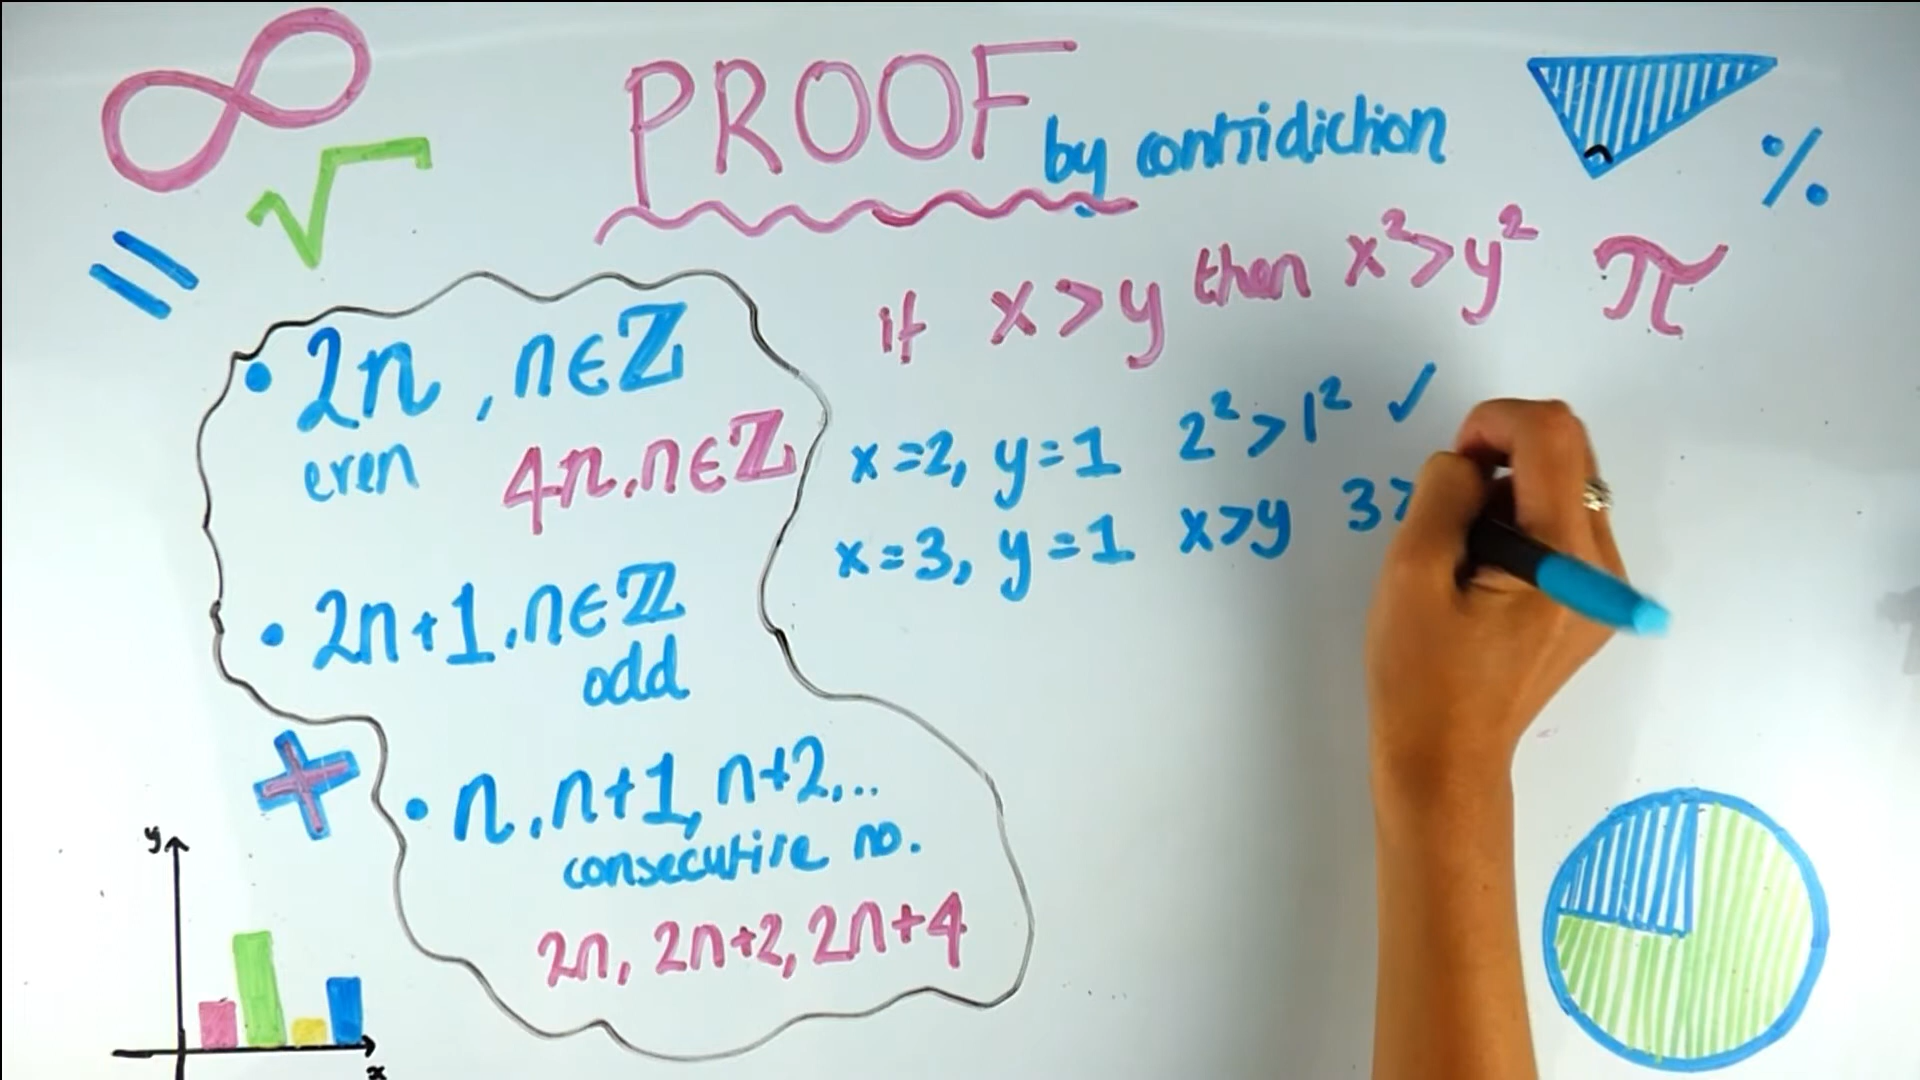 PROOF
by contridiction
if x>y then x²>y²
π
%
• 2n, n∈ℤ
even
4n, n∈ℤ
• 2n+1, n∈ℤ
odd
• n, n+1, n+2,...
consecutive no.
2n, 2n+2, 2n+4
x=2, y=1 2²>1² ✓
x=3, y=1 x>y 3>
∞
√
=
+
y
x